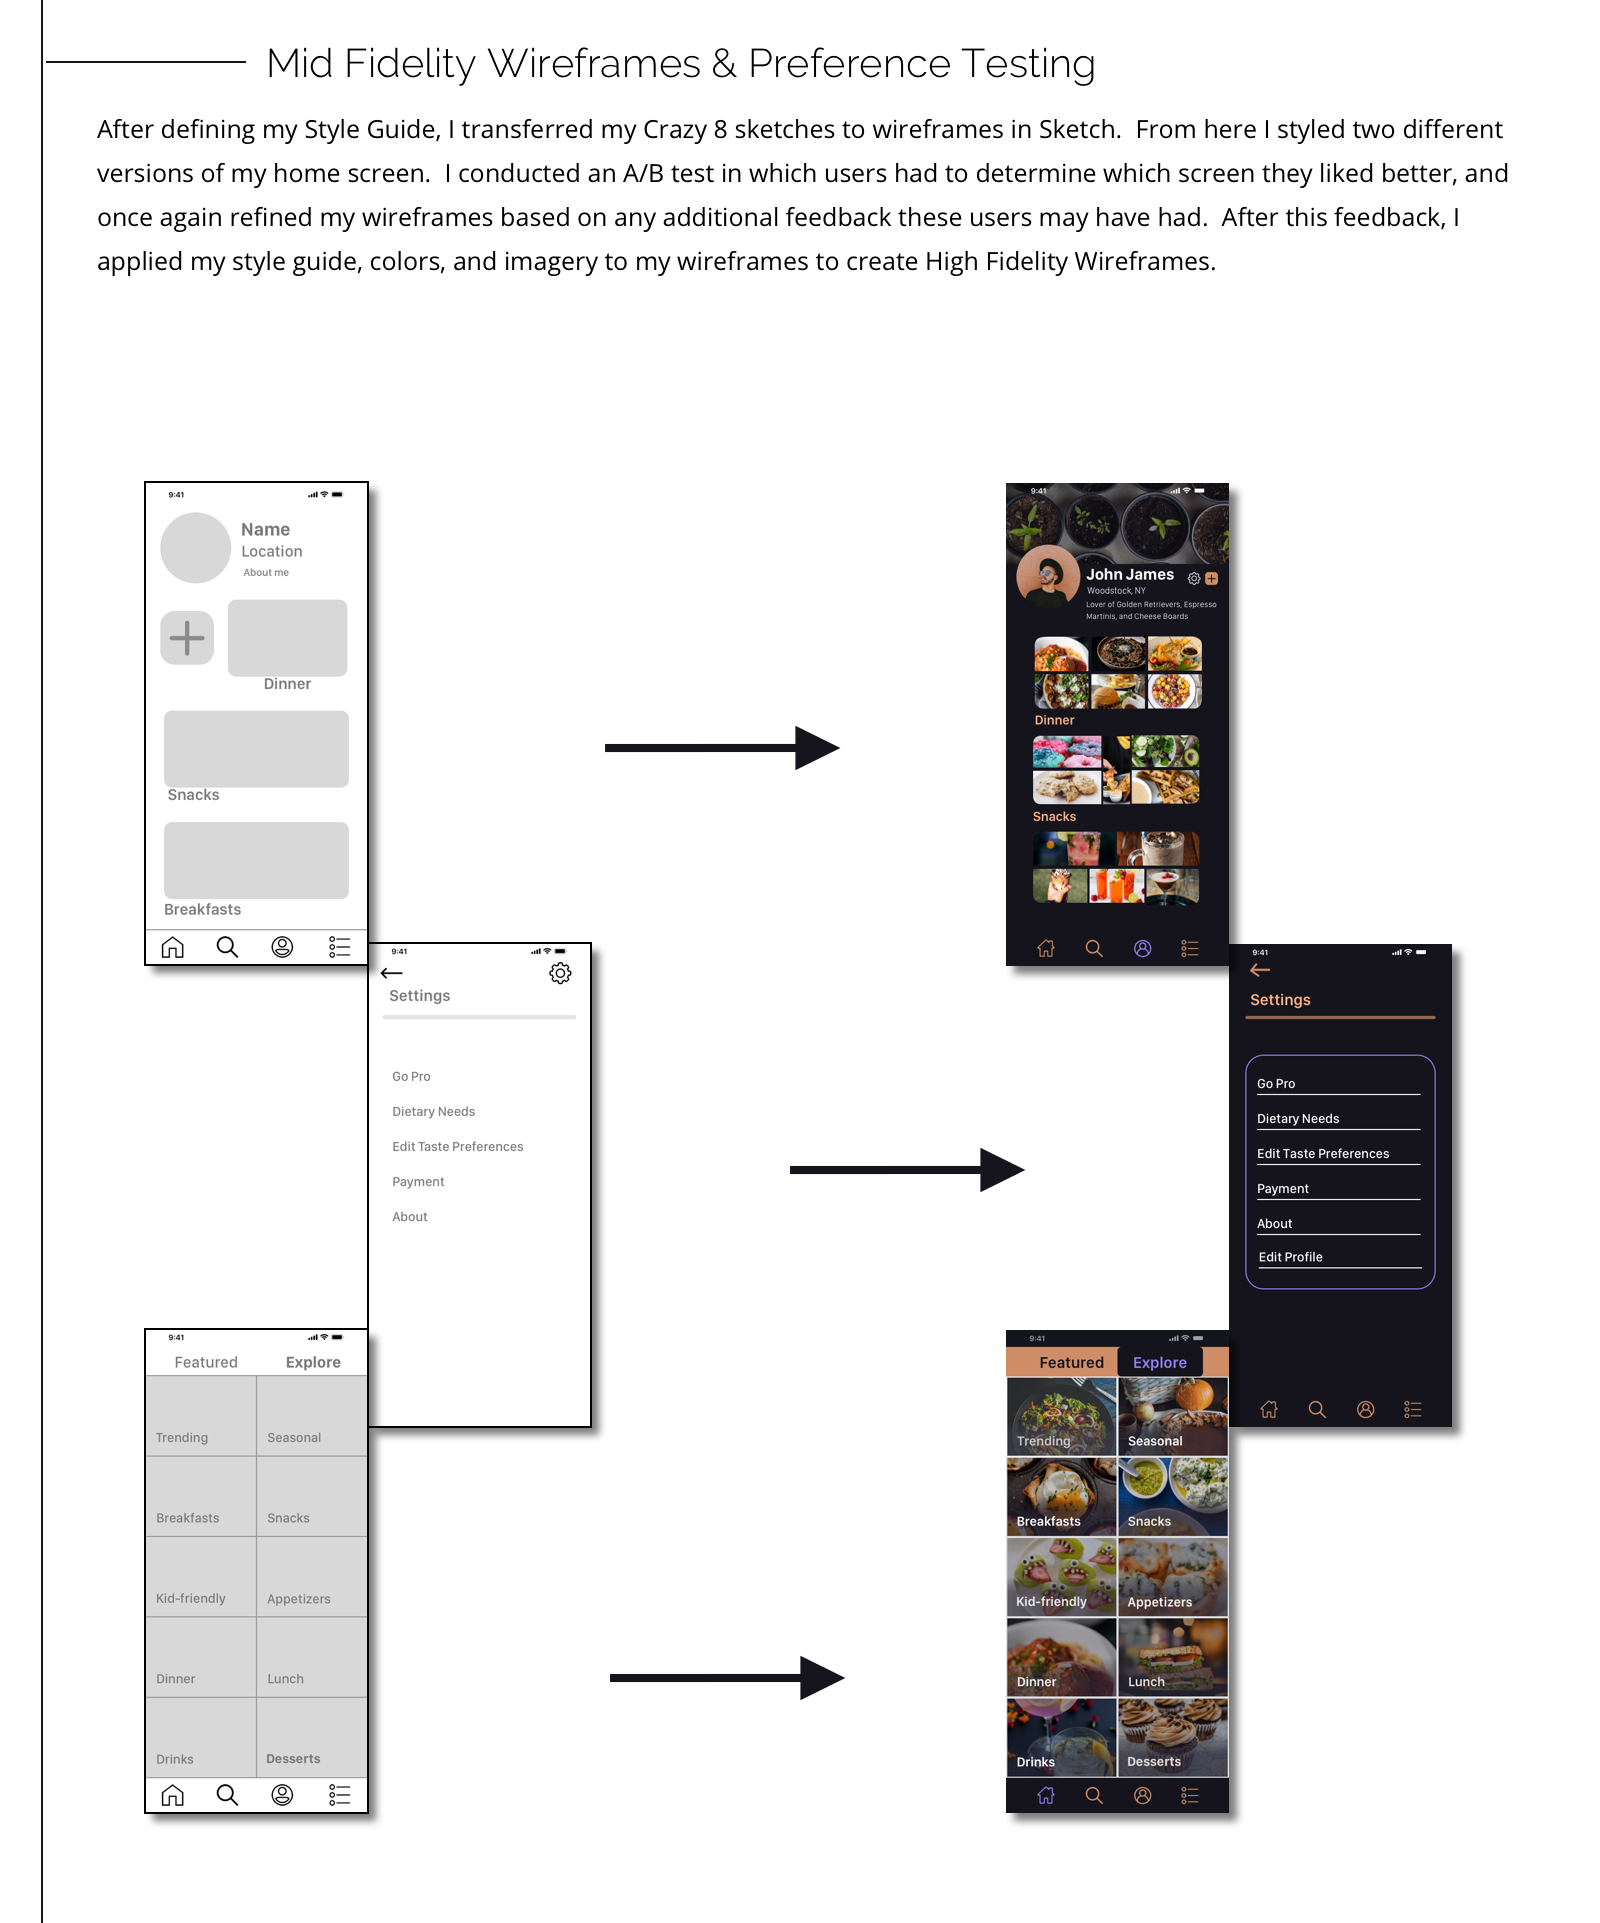 Mid Fidelity Wireframes & Preference Testing
After defining my Style Guide, I transferred my Crazy 8 sketches to wireframes in Sketch.  From here I styled two different
versions of my home screen.  I conducted an A/B test in which users had to determine which screen they liked better, and
once again refined my wireframes based on any additional feedback these users may have had.  After this feedback, I
applied my style guide, colors, and imagery to my wireframes to create High Fidelity Wireframes.
9:41
Name
Location
About me
Dinner
Snacks
Breakfasts
9:41
John James
Woodstock, NY
Lover of Golden Retrievers, Espresso
Martinis, and Cheese Boards
Dinner
Snacks
9:41
Settings
Go Pro
Dietary Needs
Edit Taste Preferences
Payment
About
9:41
Settings
Go Pro
Dietary Needs
Edit Taste Preferences
Payment
About
Edit Profile
9:41
Featured Explore
Trending Seasonal
Breakfasts Snacks
Kid-friendly Appetizers
Dinner Lunch
Drinks Desserts
9:41
Featured Explore
Trending Seasonal
Breakfasts Snacks
Kid-friendly Appetizers
Dinner Lunch
Drinks Desserts